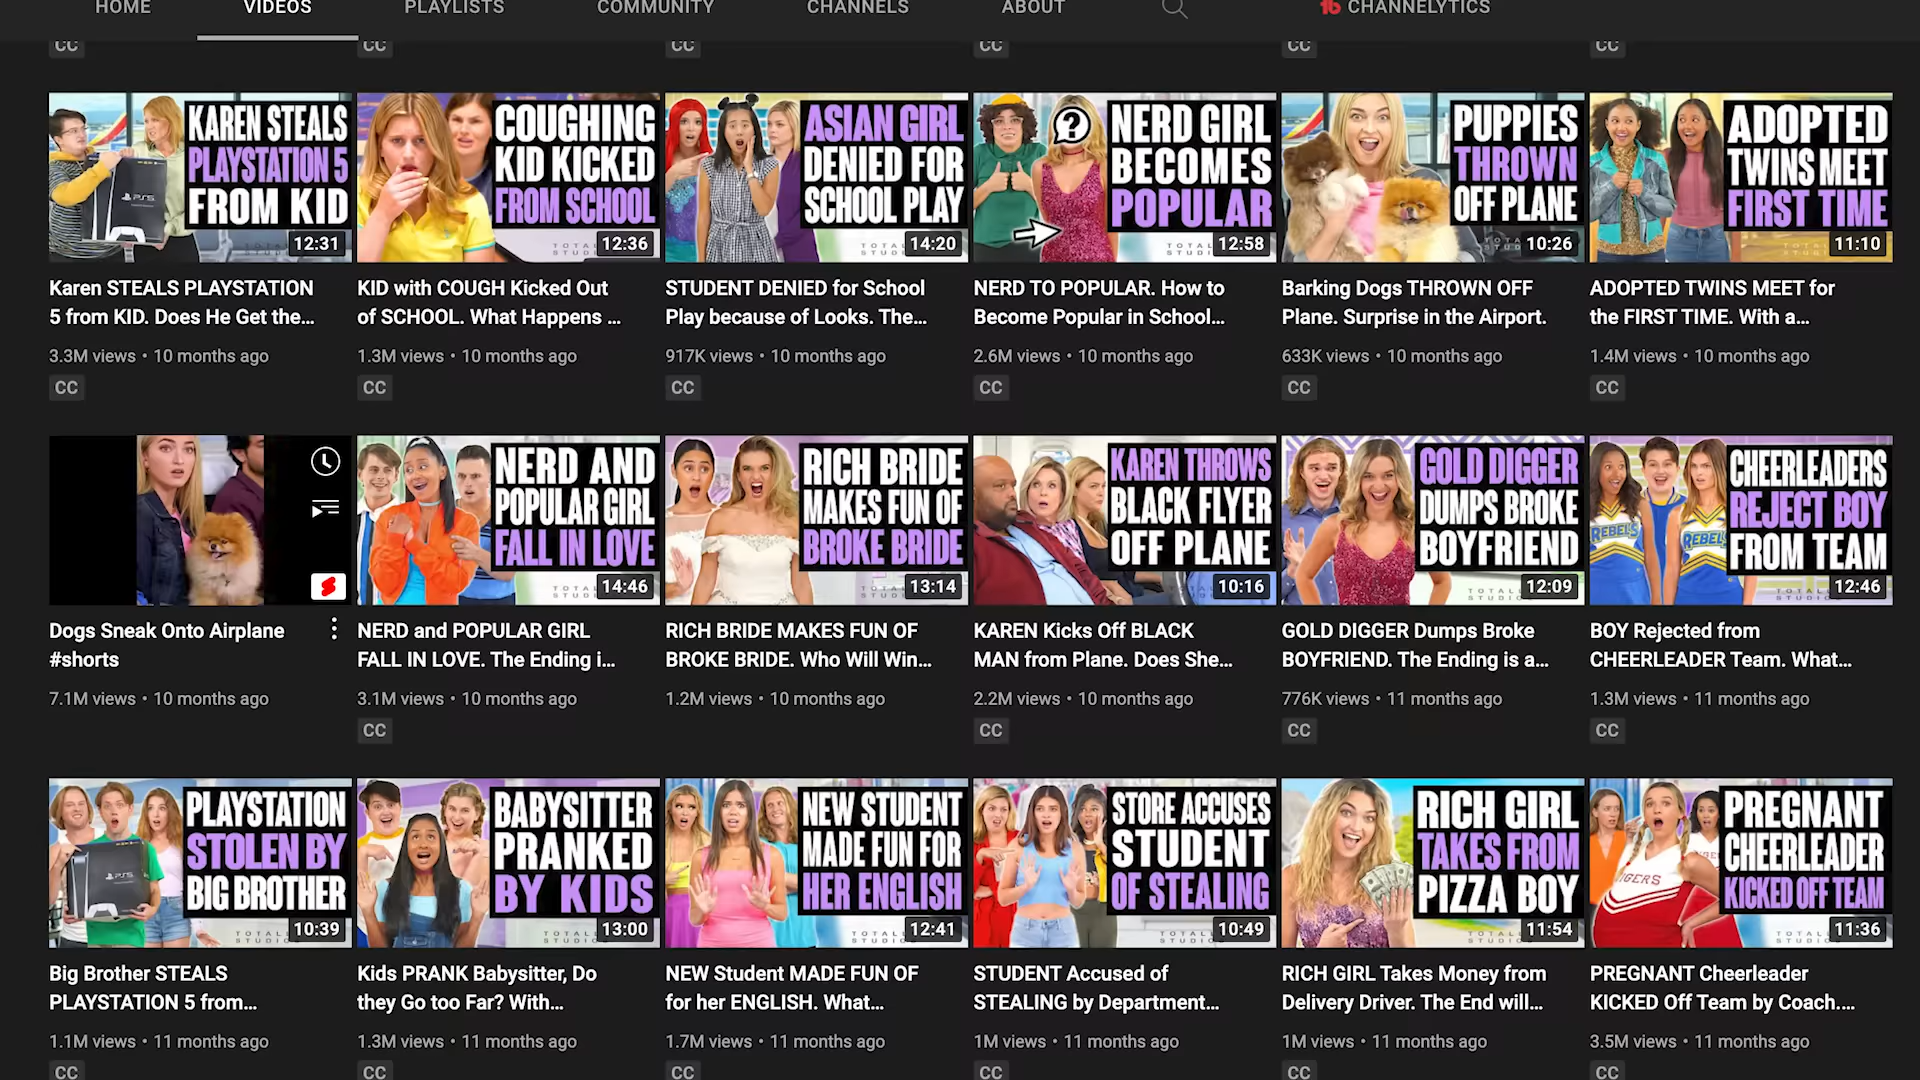 HOME VIDEOS PLAYLISTS COMMUNITY CHANNELS ABOUT CHANNELYTICS
CC CC CC CC CC CC
KAREN STEALS
PLAYSTATION 5
FROM KID
12:31
COUGHING
KID KICKED
FROM SCHOOL
12:36
ASIAN GIRL
DENIED FOR
SCHOOL PLAY
14:20
?
NERD GIRL
BECOMES
POPULAR
12:58
PUPPIES
THROWN
OFF PLANE
10:26
ADOPTED
TWINS MEET
FIRST TIME
11:10
Karen STEALS PLAYSTATION
5 from KID. Does He Get the...
3.3M views • 10 months ago
CC
KID with COUGH Kicked Out
of SCHOOL. What Happens ...
1.3M views • 10 months ago
CC
STUDENT DENIED for School
Play because of Looks. The...
917K views • 10 months ago
CC
NERD TO POPULAR. How to
Become Popular in School...
2.6M views • 10 months ago
CC
Barking Dogs THROWN OFF
Plane. Surprise in the Airport.
633K views • 10 months ago
CC
ADOPTED TWINS MEET for
the FIRST TIME. With a...
1.4M views • 10 months ago
CC
NERD AND
POPULAR GIRL
FALL IN LOVE
14:46
RICH BRIDE
MAKES FUN OF
BROKE BRIDE
13:14
KAREN THROWS
BLACK FLYER
OFF PLANE
10:16
GOLD DIGGER
DUMPS BROKE
BOYFRIEND
12:09
REBELS
REBEL
CHEERLEADERS
REJECT BOY
FROM TEAM
12:46
Dogs Sneak Onto Airplane
#shorts
7.1M views • 10 months ago
NERD and POPULAR GIRL
FALL IN LOVE. The Ending i...
3.1M views • 10 months ago
CC
RICH BRIDE MAKES FUN OF
BROKE BRIDE. Who Will Win...
1.2M views • 10 months ago
KAREN Kicks Off BLACK
MAN from Plane. Does She...
2.2M views • 10 months ago
CC
GOLD DIGGER Dumps Broke
BOYFRIEND. The Ending is a...
776K views • 11 months ago
CC
BOY Rejected from
CHEERLEADER Team. What...
1.3M views • 11 months ago
CC
PS5
PLAYSTATION
STOLEN BY
BIG BROTHER
10:39
BABYSITTER
PRANKED
BY KIDS
13:00
NEW STUDENT
MADE FUN FOR
HER ENGLISH
12:41
STORE ACCUSES
STUDENT
OF STEALING
10:49
RICH GIRL
TAKES FROM
PIZZA BOY
11:54
IGERS
PREGNANT
CHEERLEADER
KICKED OFF TEAM
11:36
Big Brother STEALS
PLAYSTATION 5 from...
1.1M views • 11 months ago
CC
Kids PRANK Babysitter, Do
they Go too Far? With...
1.3M views • 11 months ago
CC
NEW Student MADE FUN OF
for her ENGLISH. What...
1.7M views • 11 months ago
CC
STUDENT Accused of
STEALING by Department...
1M views • 11 months ago
CC
RICH GIRL Takes Money from
Delivery Driver. The End will...
1M views • 11 months ago
CC
PREGNANT Cheerleader
KICKED Off Team by Coach....
3.5M views • 11 months ago
CC